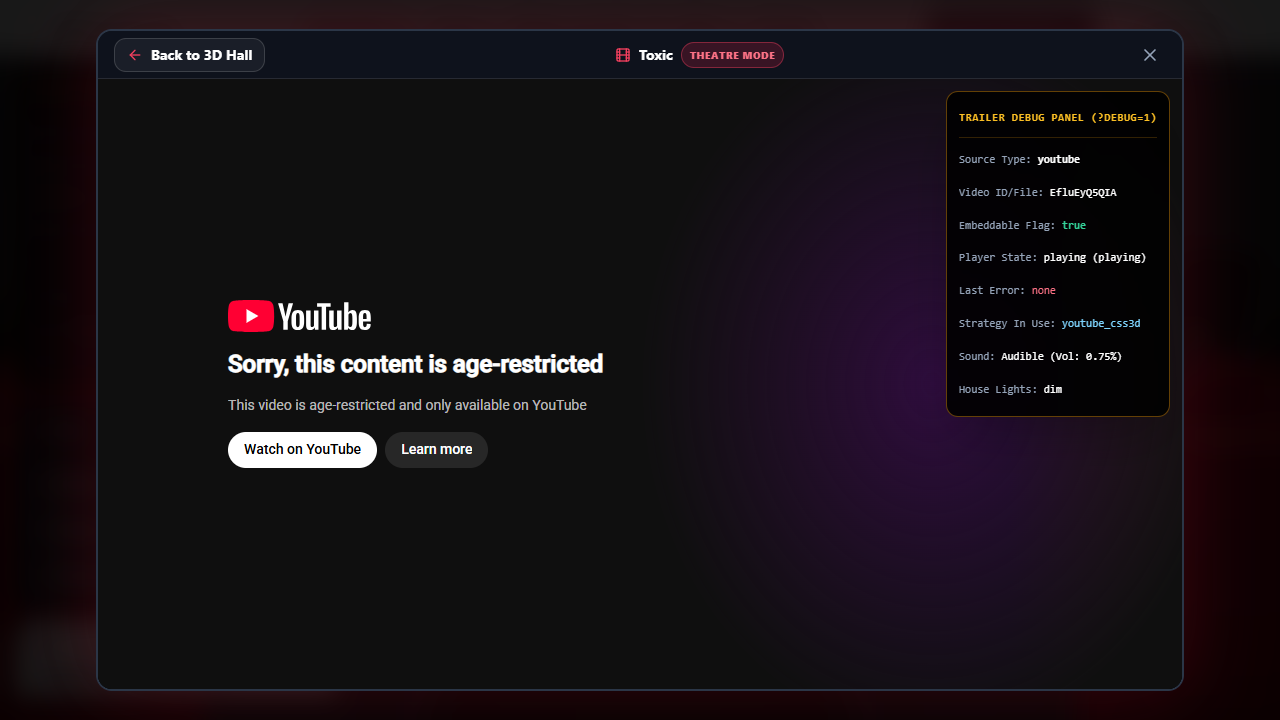 Back to 3D Hall
Toxic
THEATRE MODE
TRAILER DEBUG PANEL (?DEBUG=1)
Source Type: youtube
Video ID/File: EfluEyQ5QIA
Embeddable Flag: true
Player State: playing (playing)
Last Error: none
Strategy In Use: youtube_css3d
Sound: Audible (Vol: 0.75%)
House Lights: dim
YouTube
Sorry, this content is age-restricted
This video is age-restricted and only available on YouTube
Watch on YouTube
Learn more